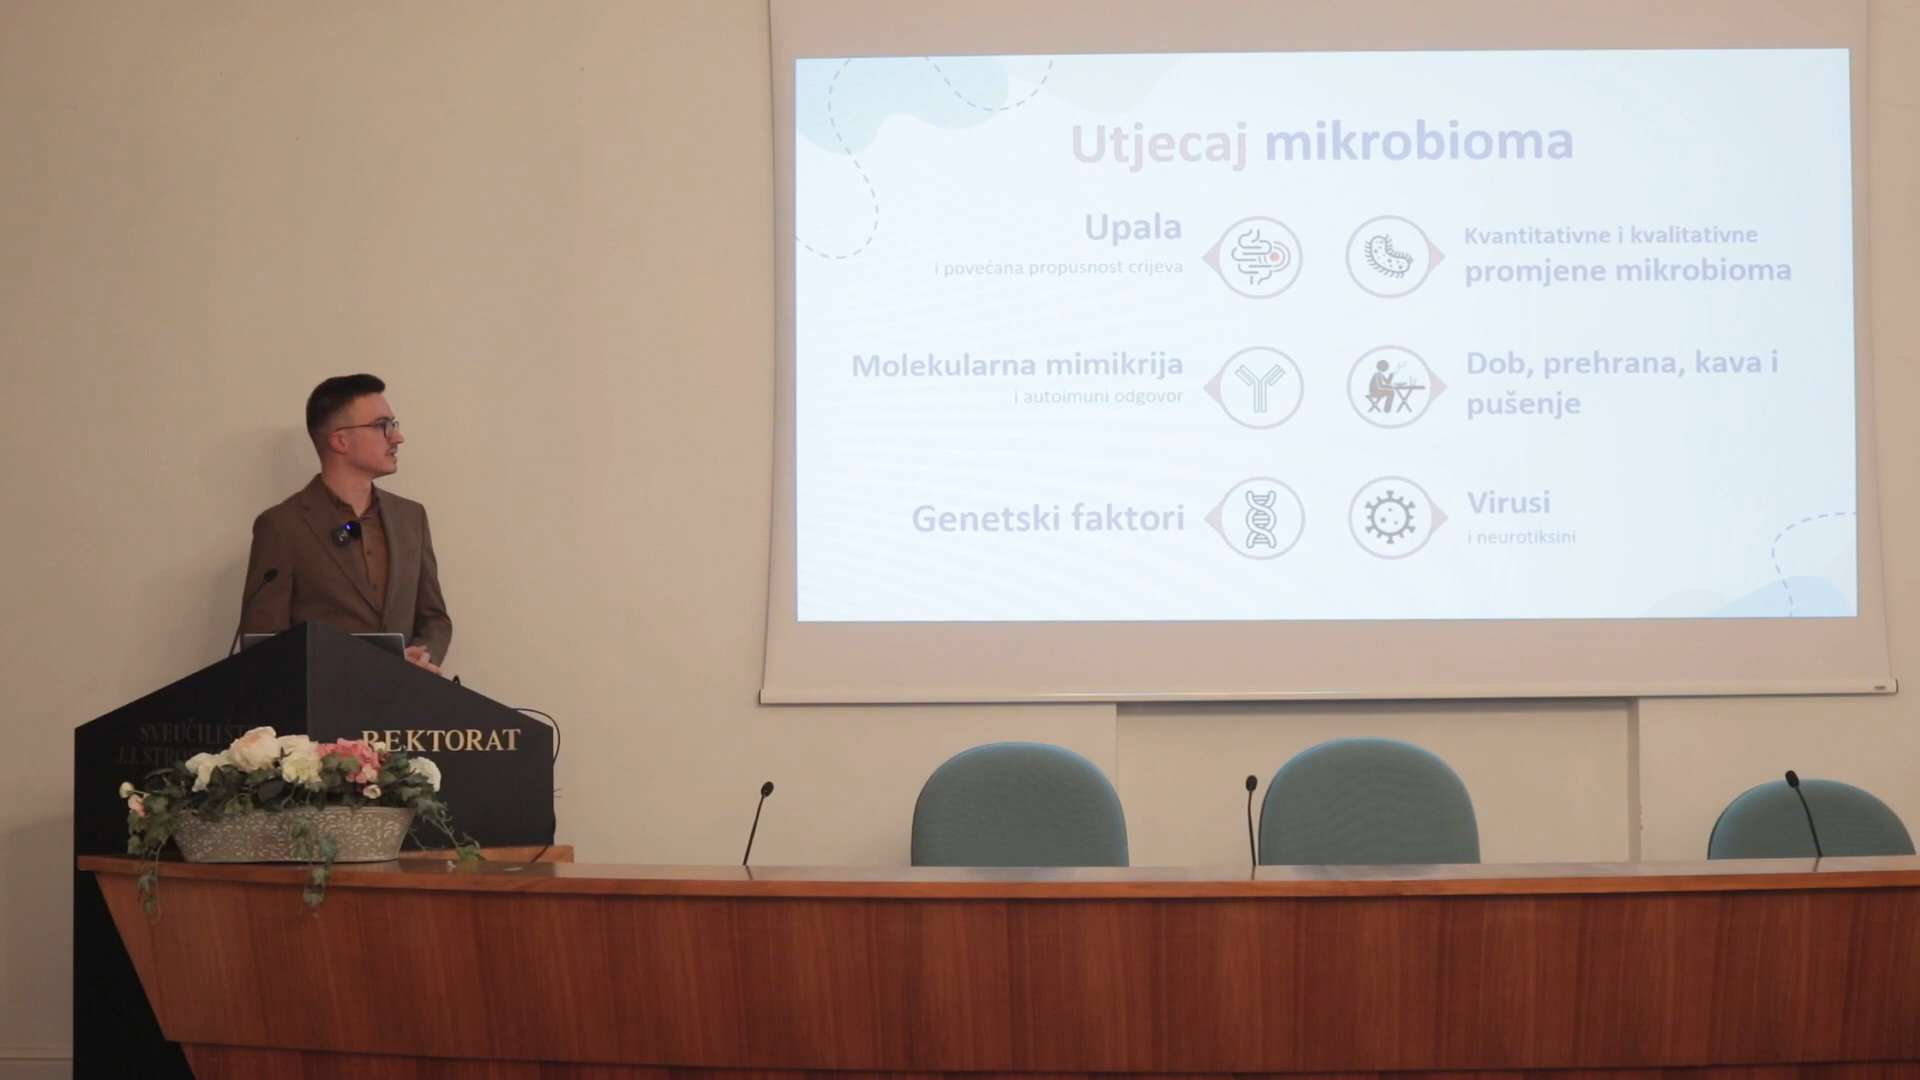 Utjecaj mikrobioma
Upala
i povećana propusnost crijeva
Kvantitativne i kvalitativne
promjene mikrobioma
Molekularna mimikrija
i autoimuni odgovor
Dob, prehrana, kava i
pušenje
Genetski faktori
Virusi
i neurotiksini
SVEUČILIŠTE
REKTORAT